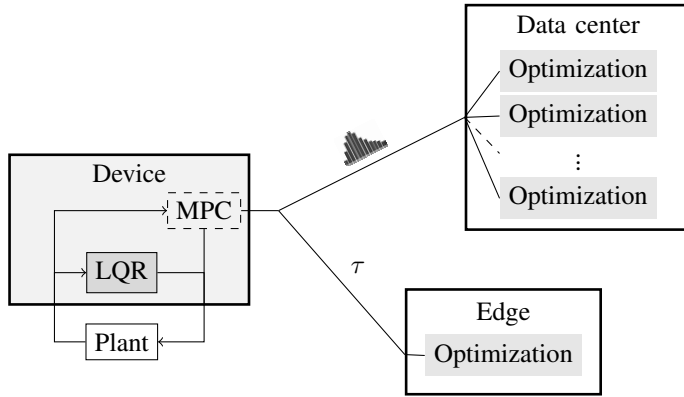 Data center
Optimization
Optimization
⋮
Optimization
Device
MPC
LQR
Plant
τ
Edge
Optimization